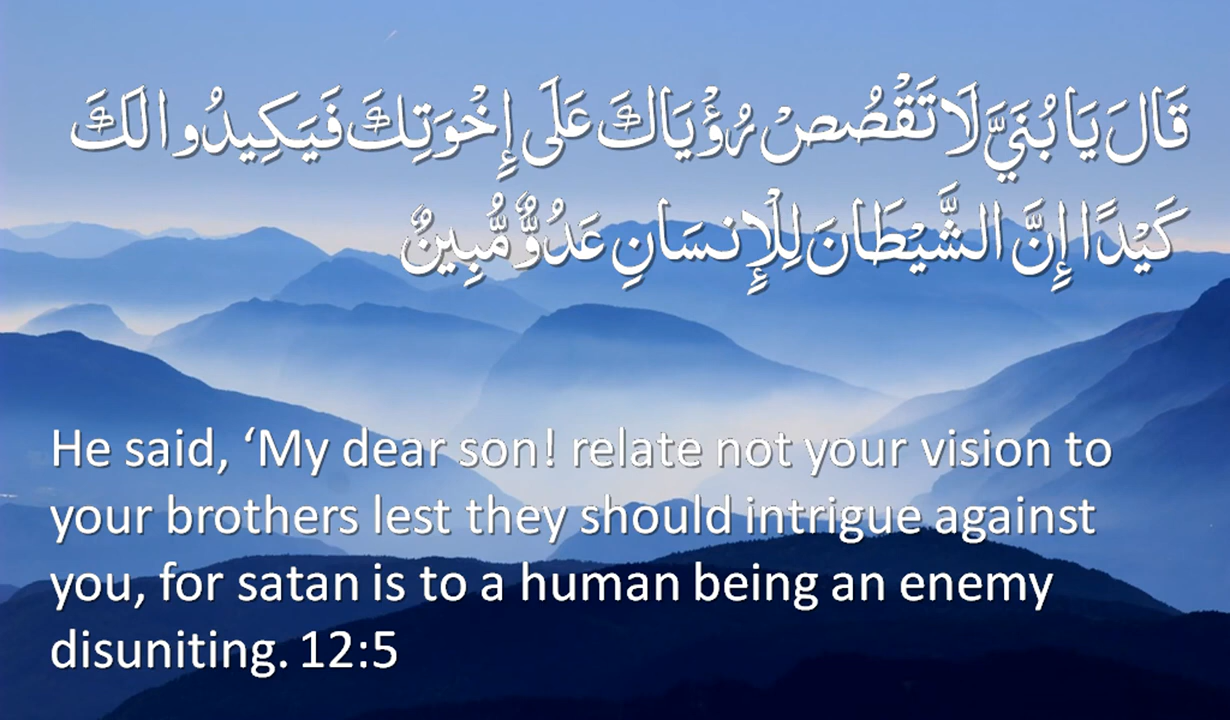 قَالَ يَا بُنَيَّ لَا تَقْصُصْ رُؤْيَاكَ عَلَى إِخْوَتِكَ فَيَكِيدُوا لَكَ
كَيْدًا إِنَّ الشَّيْطَانَ لِلْإِنسَانِ عَدُوٌّ مُّبِينٌ
He said, ‘My dear son! relate not your vision to
your brothers lest they should intrigue against
you, for satan is to a human being an enemy
disuniting. 12:5